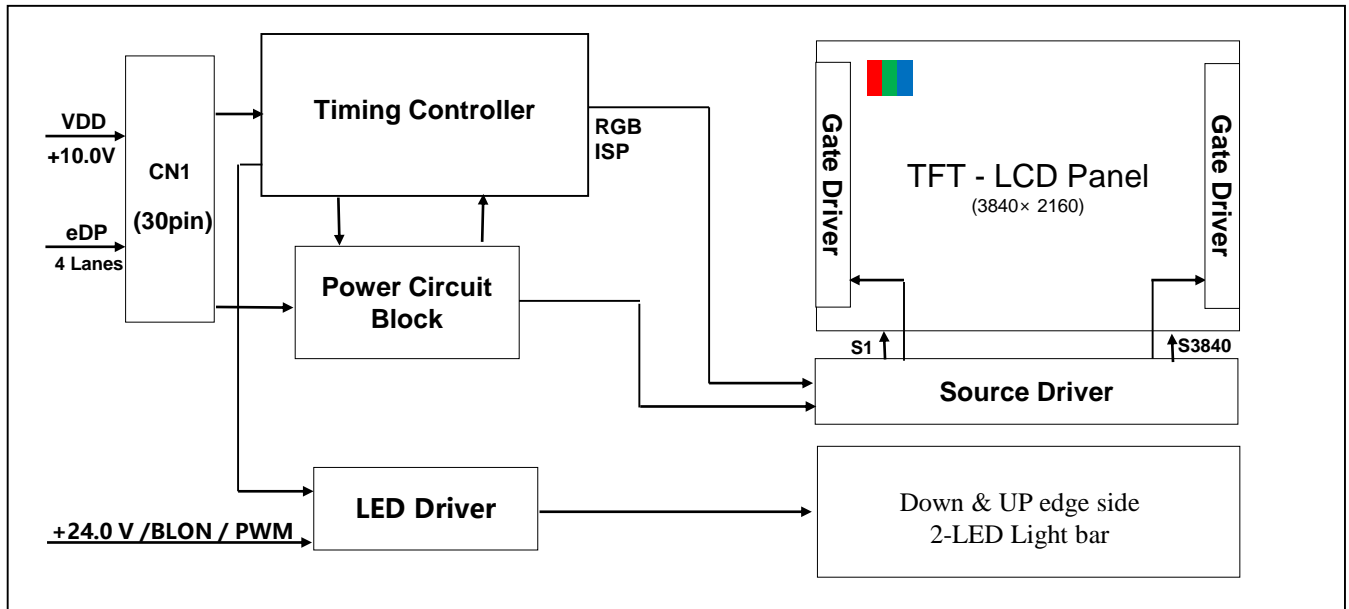 VDD
+10.0V
eDP
4 Lanes
CN1
(30pin)
Timing Controller
RGB
ISP
Power Circuit
Block
Gate Driver
TFT - LCD Panel
(3840× 2160)
Gate Driver
S1
S3840
Source Driver
+24.0 V /BLON / PWM
LED Driver
Down & UP edge side
2-LED Light bar